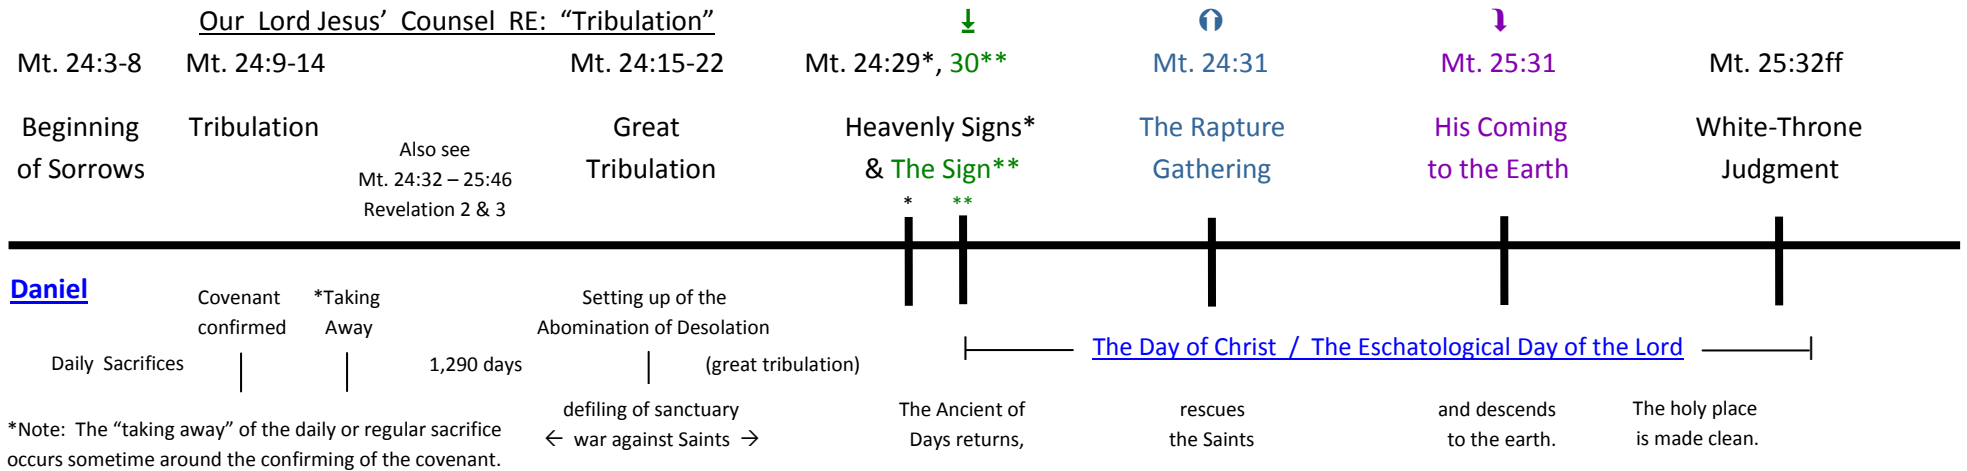 Our Lord Jesus’ Counsel RE: “Tribulation”
Mt. 24:3-8 Mt. 24:9-14 Mt. 24:15-22 Mt. 24:29*, 30** Mt. 24:31 Mt. 25:31 Mt. 25:32ff
Beginning
of Sorrows
Tribulation
Also see
Mt. 24:32 – 25:46
Revelation 2 & 3
Great
Tribulation
Heavenly Signs*
& The Sign**
* **
The Rapture
Gathering
His Coming
to the Earth
White-Throne
Judgment
Daniel
Daily Sacrifices
Covenant
confirmed
*Taking
Away
1,290 days
Setting up of the
Abomination of Desolation
(great tribulation)
The Day of Christ / The Eschatological Day of the Lord
*Note: The “taking away” of the daily or regular sacrifice
occurs sometime around the confirming of the covenant.
defiling of sanctuary
← war against Saints →
The Ancient of
Days returns,
rescues
the Saints
and descends
to the earth.
The holy place
is made clean.